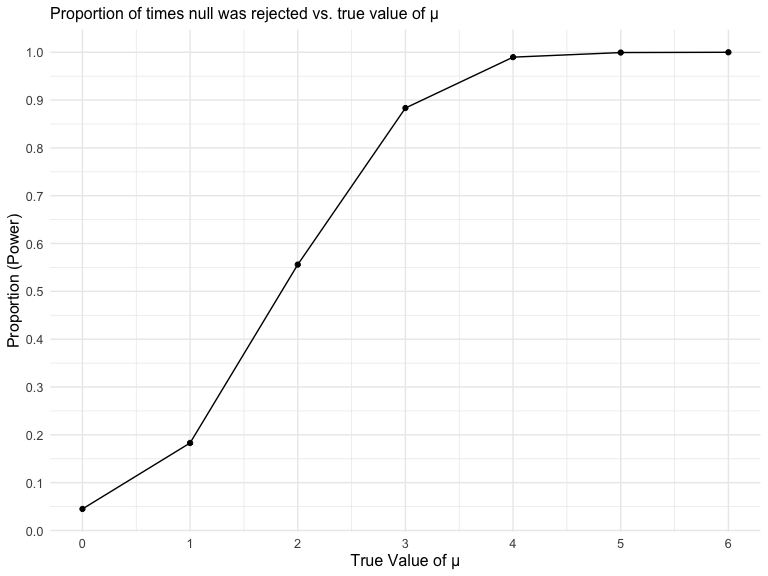 Proportion of times null was rejected vs. true value of μ
Proportion (Power)
1.0
0.9
0.8
0.7
0.6
0.5
0.4
0.3
0.2
0.1
0.0
0 1 2 3 4 5 6
True Value of μ